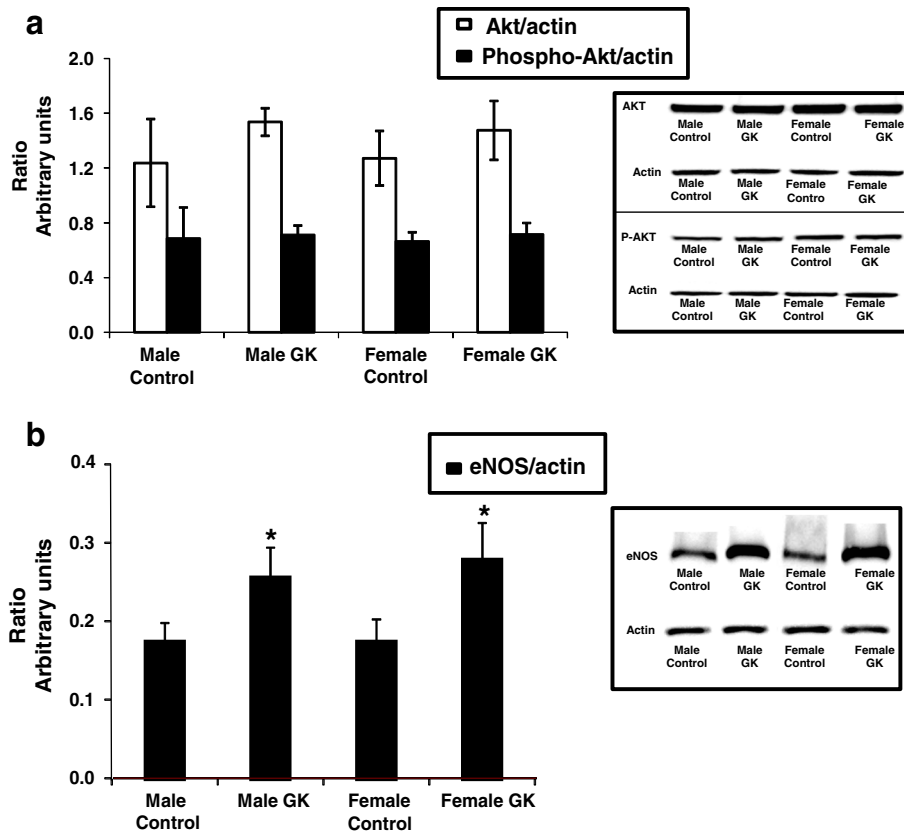 a
Akt/actin
Phospho-Akt/actin
2.0
1.6
1.2
0.8
0.4
0.0
Ratio
Arbitrary units
Male
Control
Male GK
Female
Control
Female GK
AKT
Male
Control
Male
GK
Female
Control
Female
GK
Actin
Male
Control
Male
GK
Female
Contro
Female
GK
P-AKT
Male
Control
Male
GK
Female
Control
Female
GK
Actin
Male
Control
Male
GK
Female
Control
Female
GK
b
eNOS/actin
0.4
0.3
0.2
0.1
0.0
Ratio
Arbitrary units
*
*
Male
Control
Male GK
Female
Control
Female GK
eNOS
Male
Control
Male
GK
Female
Control
Female
GK
Actin
Male
Control
Male
GK
Female
Control
Female
GK